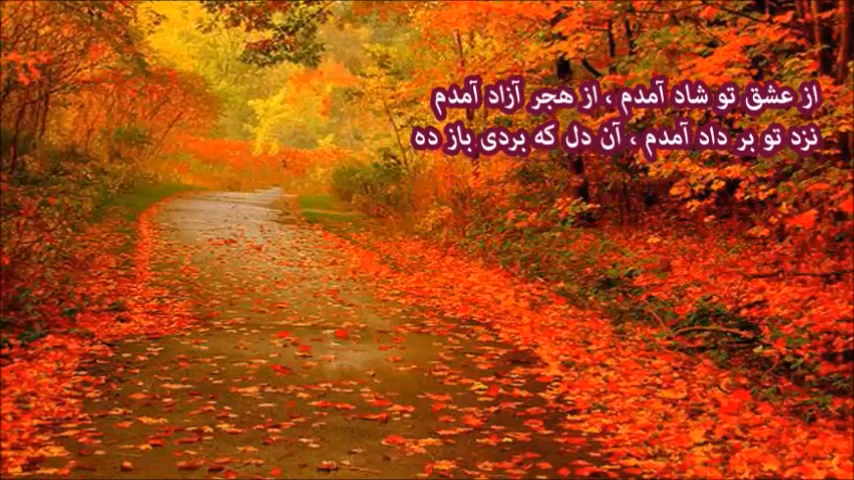 از عشق تو شاد آمدم ، از هجر آزاد آمدم
نزد تو بر داد آمدم ، آن دل که بردی باز ده